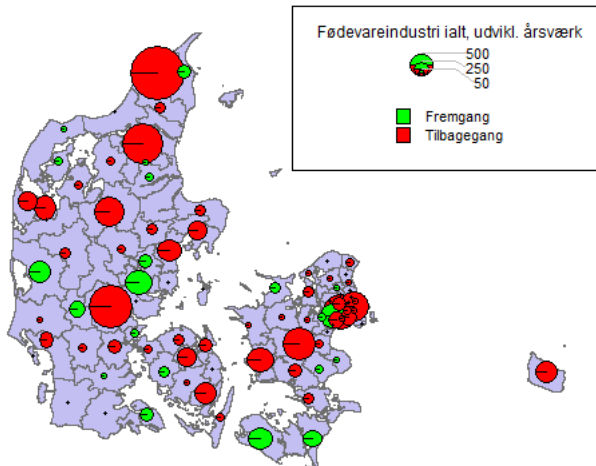 Fødevareindustri ialt, udvikl. årsværk
500
250
50
Fremgang
Tilbagegang